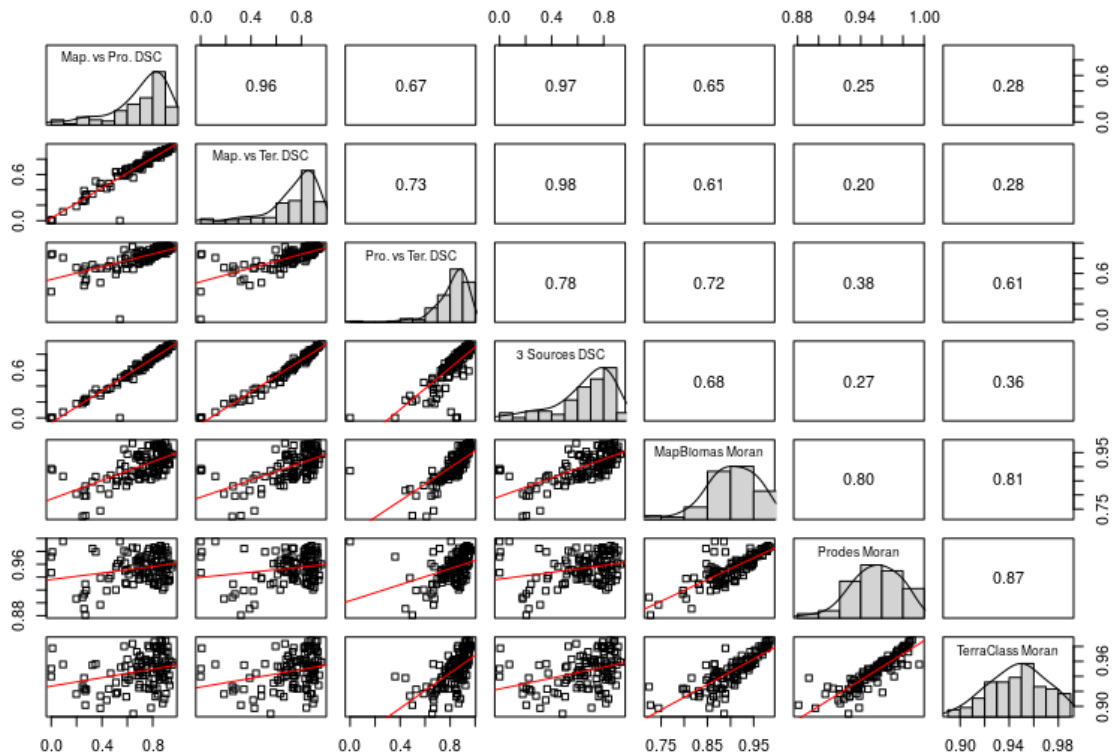 0.0 0.4 0.8 0.0 0.4 0.8 0.88 0.94 1.00
Map. vs Pro. DSC 0.96 0.67 0.97 0.65 0.25 0.28 0.0 0.6
0.0 0.6 Map. vs Ter. DSC 0.73 0.98 0.61 0.20 0.28
Pro. vs Ter. DSC 0.78 0.72 0.38 0.61 0.0 0.6
0.0 0.6 3 Sources DSC 0.68 0.27 0.36
MapBiomas Moran 0.80 0.81 0.75 0.95
0.88 0.96 Prodes Moran 0.87
TerraClass Moran 0.90 0.96
0.0 0.4 0.8 0.0 0.4 0.8 0.75 0.85 0.95 0.90 0.94 0.98